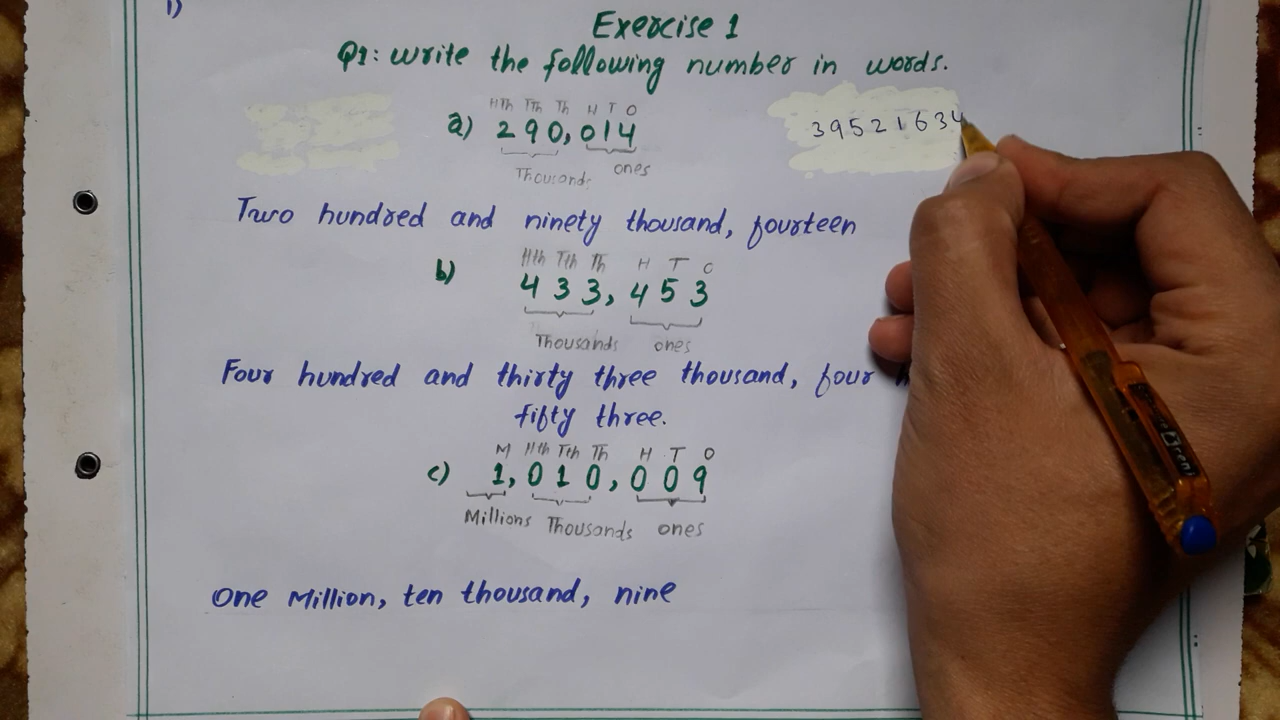 1)
Exercise 1
Q1: write the following number in words.
Hth Tth Th H T O
a) 290,014
39521634
Thousands ones
Two hundred and ninety thousand, fourteen
Hth Tth Th H T O
b) 433,453
Thousands ones
Four hundred and thirty three thousand, four
fifty three.
M Hth Tth Th H T O
c) 1,010,009
Millions Thousands ones
One Million, ten thousand, nine